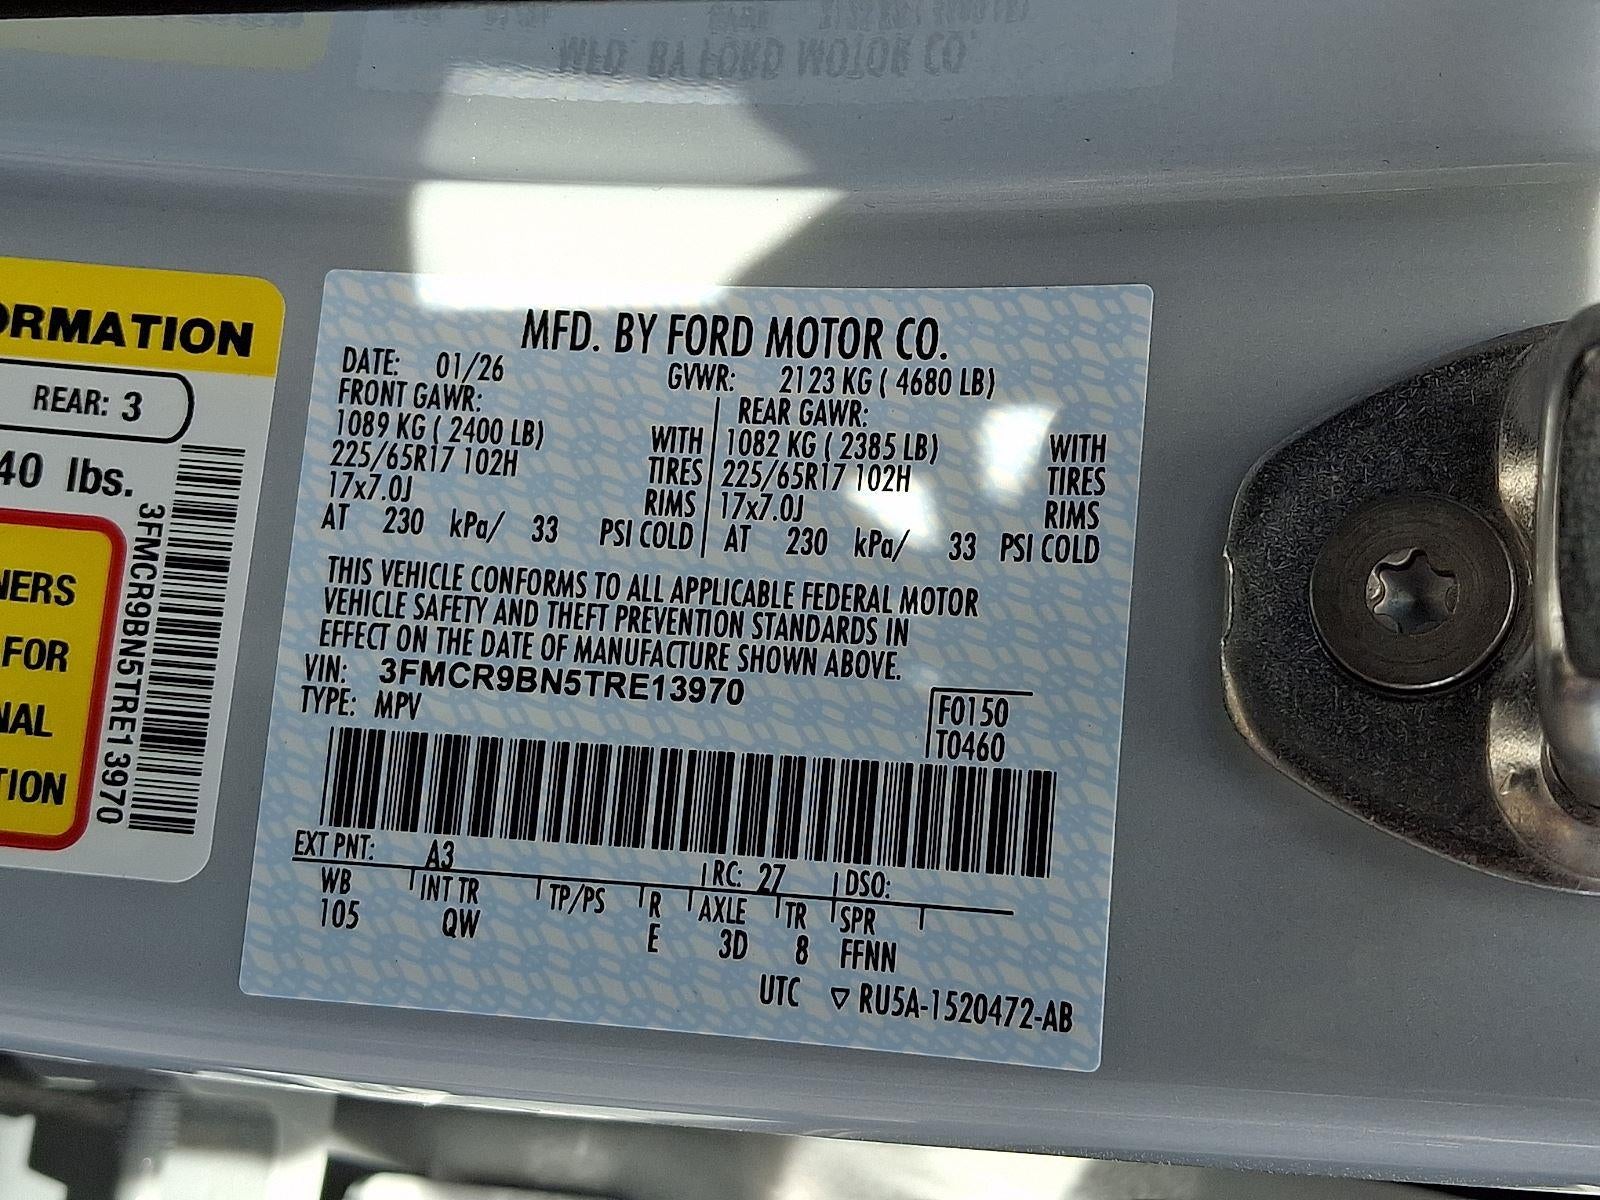 MFD. BY FORD MOTOR CO.
ORMATION
REAR: 3
40 lbs.
NERS
FOR
NAL
TION
3FMCR9BN5TRE13970
MFD. BY FORD MOTOR CO.
DATE: 01/26 GVWR: 2123 KG ( 4680 LB)
FRONT GAWR: REAR GAWR:
1089 KG ( 2400 LB) WITH 1082 KG ( 2385 LB) WITH
225/65R17 102H TIRES 225/65R17 102H TIRES
17x7.0J RIMS 17x7.0J RIMS
AT 230 kPa/ 33 PSI COLD AT 230 kPa/ 33 PSI COLD
THIS VEHICLE CONFORMS TO ALL APPLICABLE FEDERAL MOTOR
VEHICLE SAFETY AND THEFT PREVENTION STANDARDS IN
EFFECT ON THE DATE OF MANUFACTURE SHOWN ABOVE.
VIN: 3FMCR9BN5TRE13970
TYPE: MPV
F0150
T0460
EXT PNT: A3 RC: 27 DSO:
WB INT TR TP/PS R AXLE TR SPR
105 QW E 3D 8 FFNN
UTC ▽ RU5A-1520472-AB